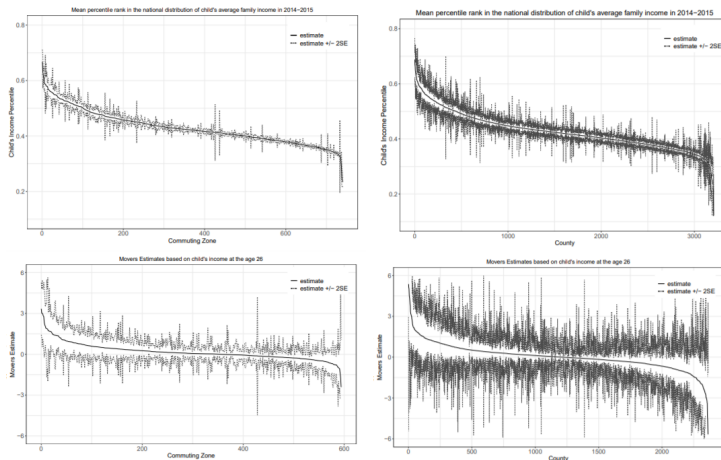 Mean percentile rank in the national distribution of child's average family income in 2014−2015
estimate
estimate +/− 2SE
Child's Income Percentile
0.8
0.6
0.4
0.2
0
200
400
600
Commuting Zone
Mean percentile rank in the national distribution of child's average family income in 2014−2015
estimate
estimate +/− 2SE
Child's Income Percentile
0.8
0.6
0.4
0.2
0
1000
2000
3000
County
Movers Estimates based on child's income at the age 26
estimate
estimate +/− 2SE
Movers Estimate
6
3
0
−3
−6
0
200
400
600
Commuting Zone
Movers Estimates based on child's income at the age 26
estimate
estimate +/− 2SE
Movers Estimate
6
3
0
−3
−6
0
500
1000
1500
2000
County